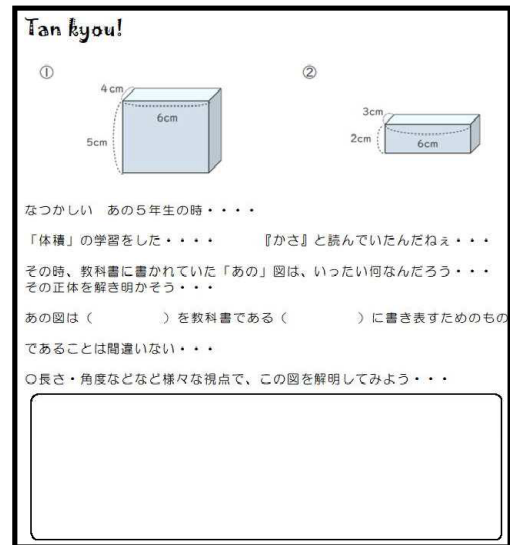 Tan kyou!
① ②
4cm
6cm
5cm
3cm
2cm
6cm
なつかしい　あの５年生の時・・・・
「体積」の学習をした・・・・　　『かさ』と読んでいたんだねぇ・・・
その時、教科書に書かれていた「あの」図は、いったい何なんだろう・・・
その正体を解き明かそう・・・
あの図は（　　　　　）を教科書である（　　　　　）に書き表すためのもの
であることは間違いない・・・
〇長さ・角度などなど様々な視点で、この図を解明してみよう・・・